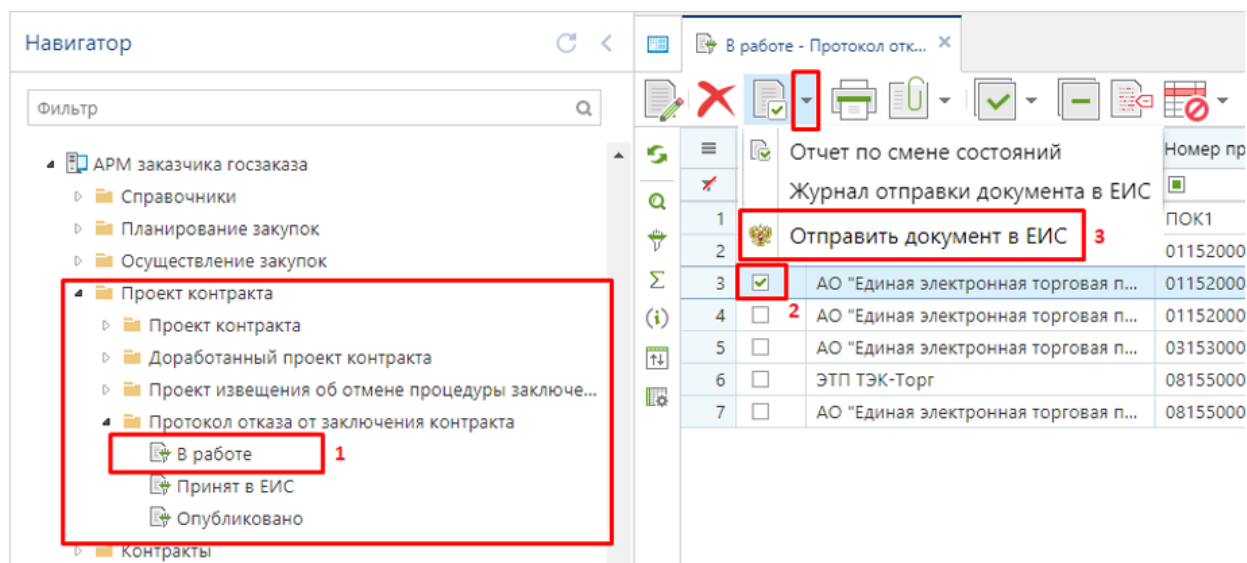 Навигатор
Фильтр
АРМ заказчика госзаказа
Справочники
Планирование закупок
Осуществление закупок
Проект контракта
Проект контракта
Доработанный проект контракта
Проект извещения об отмене процедуры заключе...
Протокол отказа от заключения контракта
В работе 1
Принят в ЕИС
Опубликовано
Контракты
В работе - Протокол отк...
Отчет по смене состояний
Журнал отправки документа в ЕИС
Отправить документ в ЕИС 3
Номер пр
1 ПОК1
2 01152000
3 АО "Единая электронная торговая п... 01152000
2
4 АО "Единая электронная торговая п... 01152000
5 АО "Единая электронная торговая п... 03153000
6 ЭТП ТЭК-Торг 08155000
7 АО "Единая электронная торговая п... 08155000